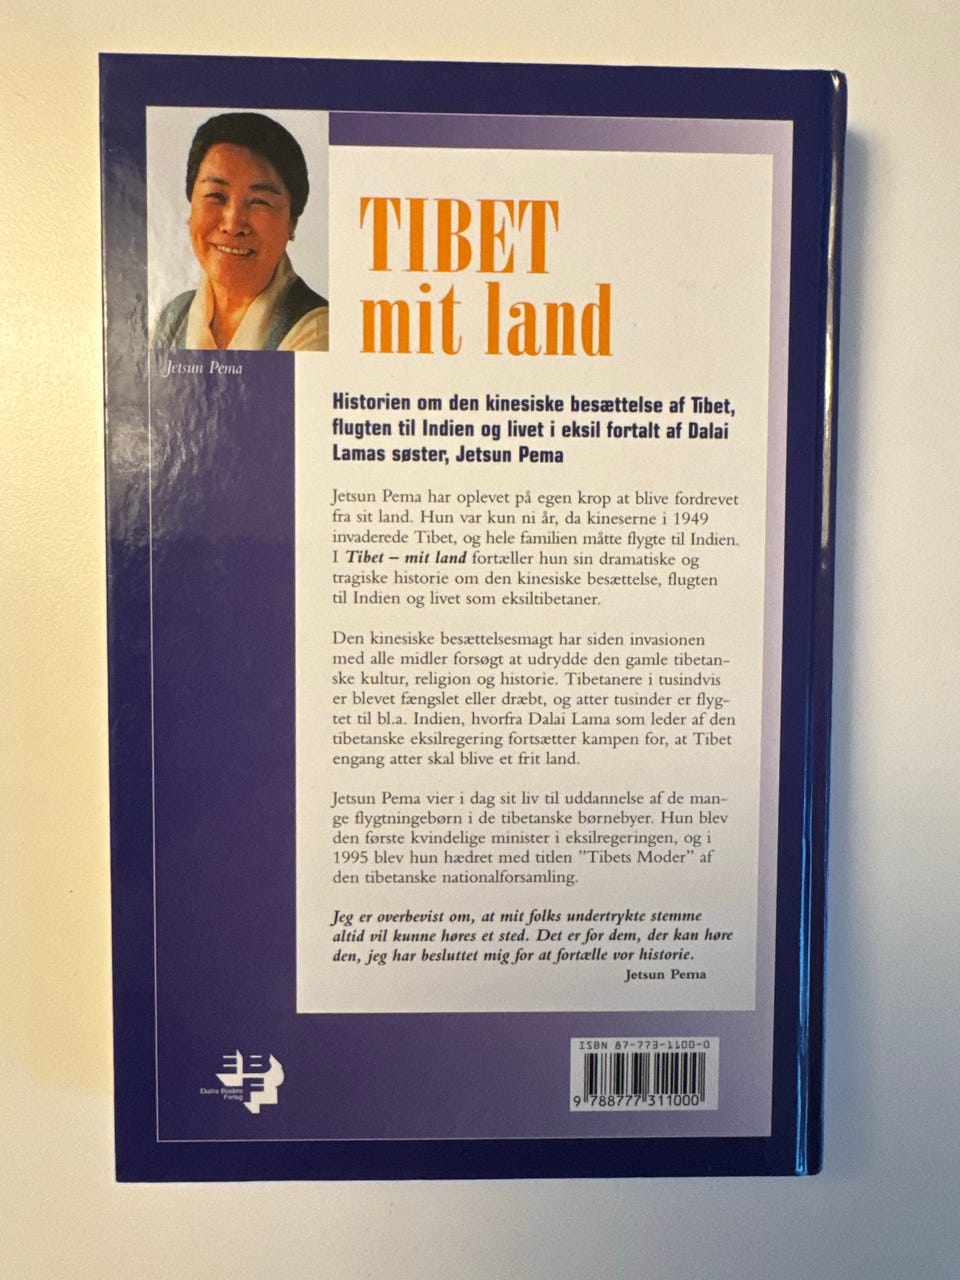 Jetsun Pema
TIBET
mit land
Historien om den kinesiske besættelse af Tibet,
flugten til Indien og livet i eksil fortalt af Dalai
Lamas søster, Jetsun Pema
Jetsun Pema har oplevet på egen krop at blive fordrevet
fra sit land. Hun var kun ni år, da kineserne i 1949
invaderede Tibet, og hele familien måtte flygte til Indien.
I Tibet – mit land fortæller hun sin dramatiske og
tragiske historie om den kinesiske besættelse, flugten
til Indien og livet som eksiltibetaner.
Den kinesiske besættelsesmagt har siden invasionen
med alle midler forsøgt at udrydde den gamle tibetan-
ske kultur, religion og historie. Tibetanere i tusindvis
er blevet fængslet eller dræbt, og atter tusinder er flyg-
tet til bl.a. Indien, hvorfra Dalai Lama som leder af den
tibetanske eksilregering fortsætter kampen for, at Tibet
engang atter skal blive et frit land.
Jetsun Pema vier i dag sit liv til uddannelse af de man-
ge flygtningebørn i de tibetanske børnebyer. Hun blev
den første kvindelige minister i eksilregeringen, og i
1995 blev hun hædret med titlen ”Tibets Moder” af
den tibetanske nationalforsamling.
Jeg er overbevist om, at mit folks undertrykte stemme
altid vil kunne høres et sted. Det er for dem, der kan høre
den, jeg har besluttet mig for at fortælle vor historie.
Jetsun Pema
EBF
Ekstra Bladets
Forlag
ISBN 87-773-1100-0
9 788777 311000